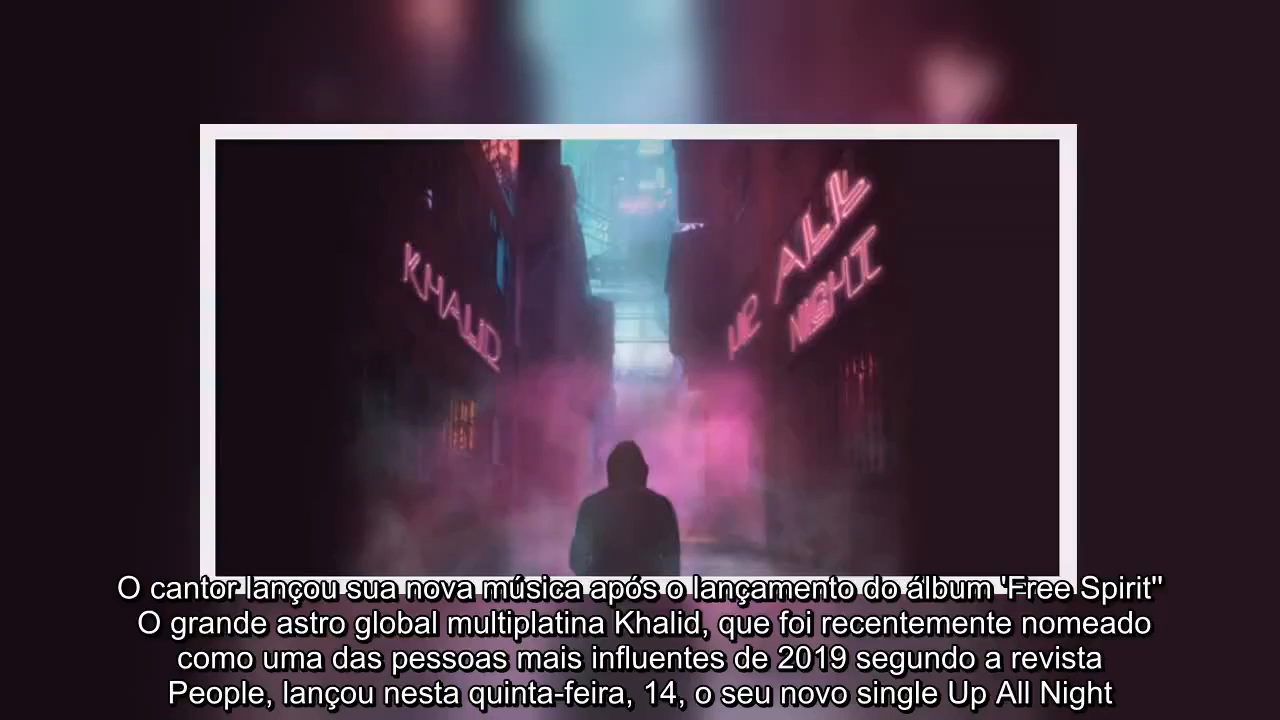 KHALID
UP ALL
NIGHT
O cantor lançou sua nova música após o lançamento do álbum 'Free Spirit"
O grande astro global multiplatina Khalid, que foi recentemente nomeado
como uma das pessoas mais influentes de 2019 segundo a revista
People, lançou nesta quinta-feira, 14, o seu novo single Up All Night